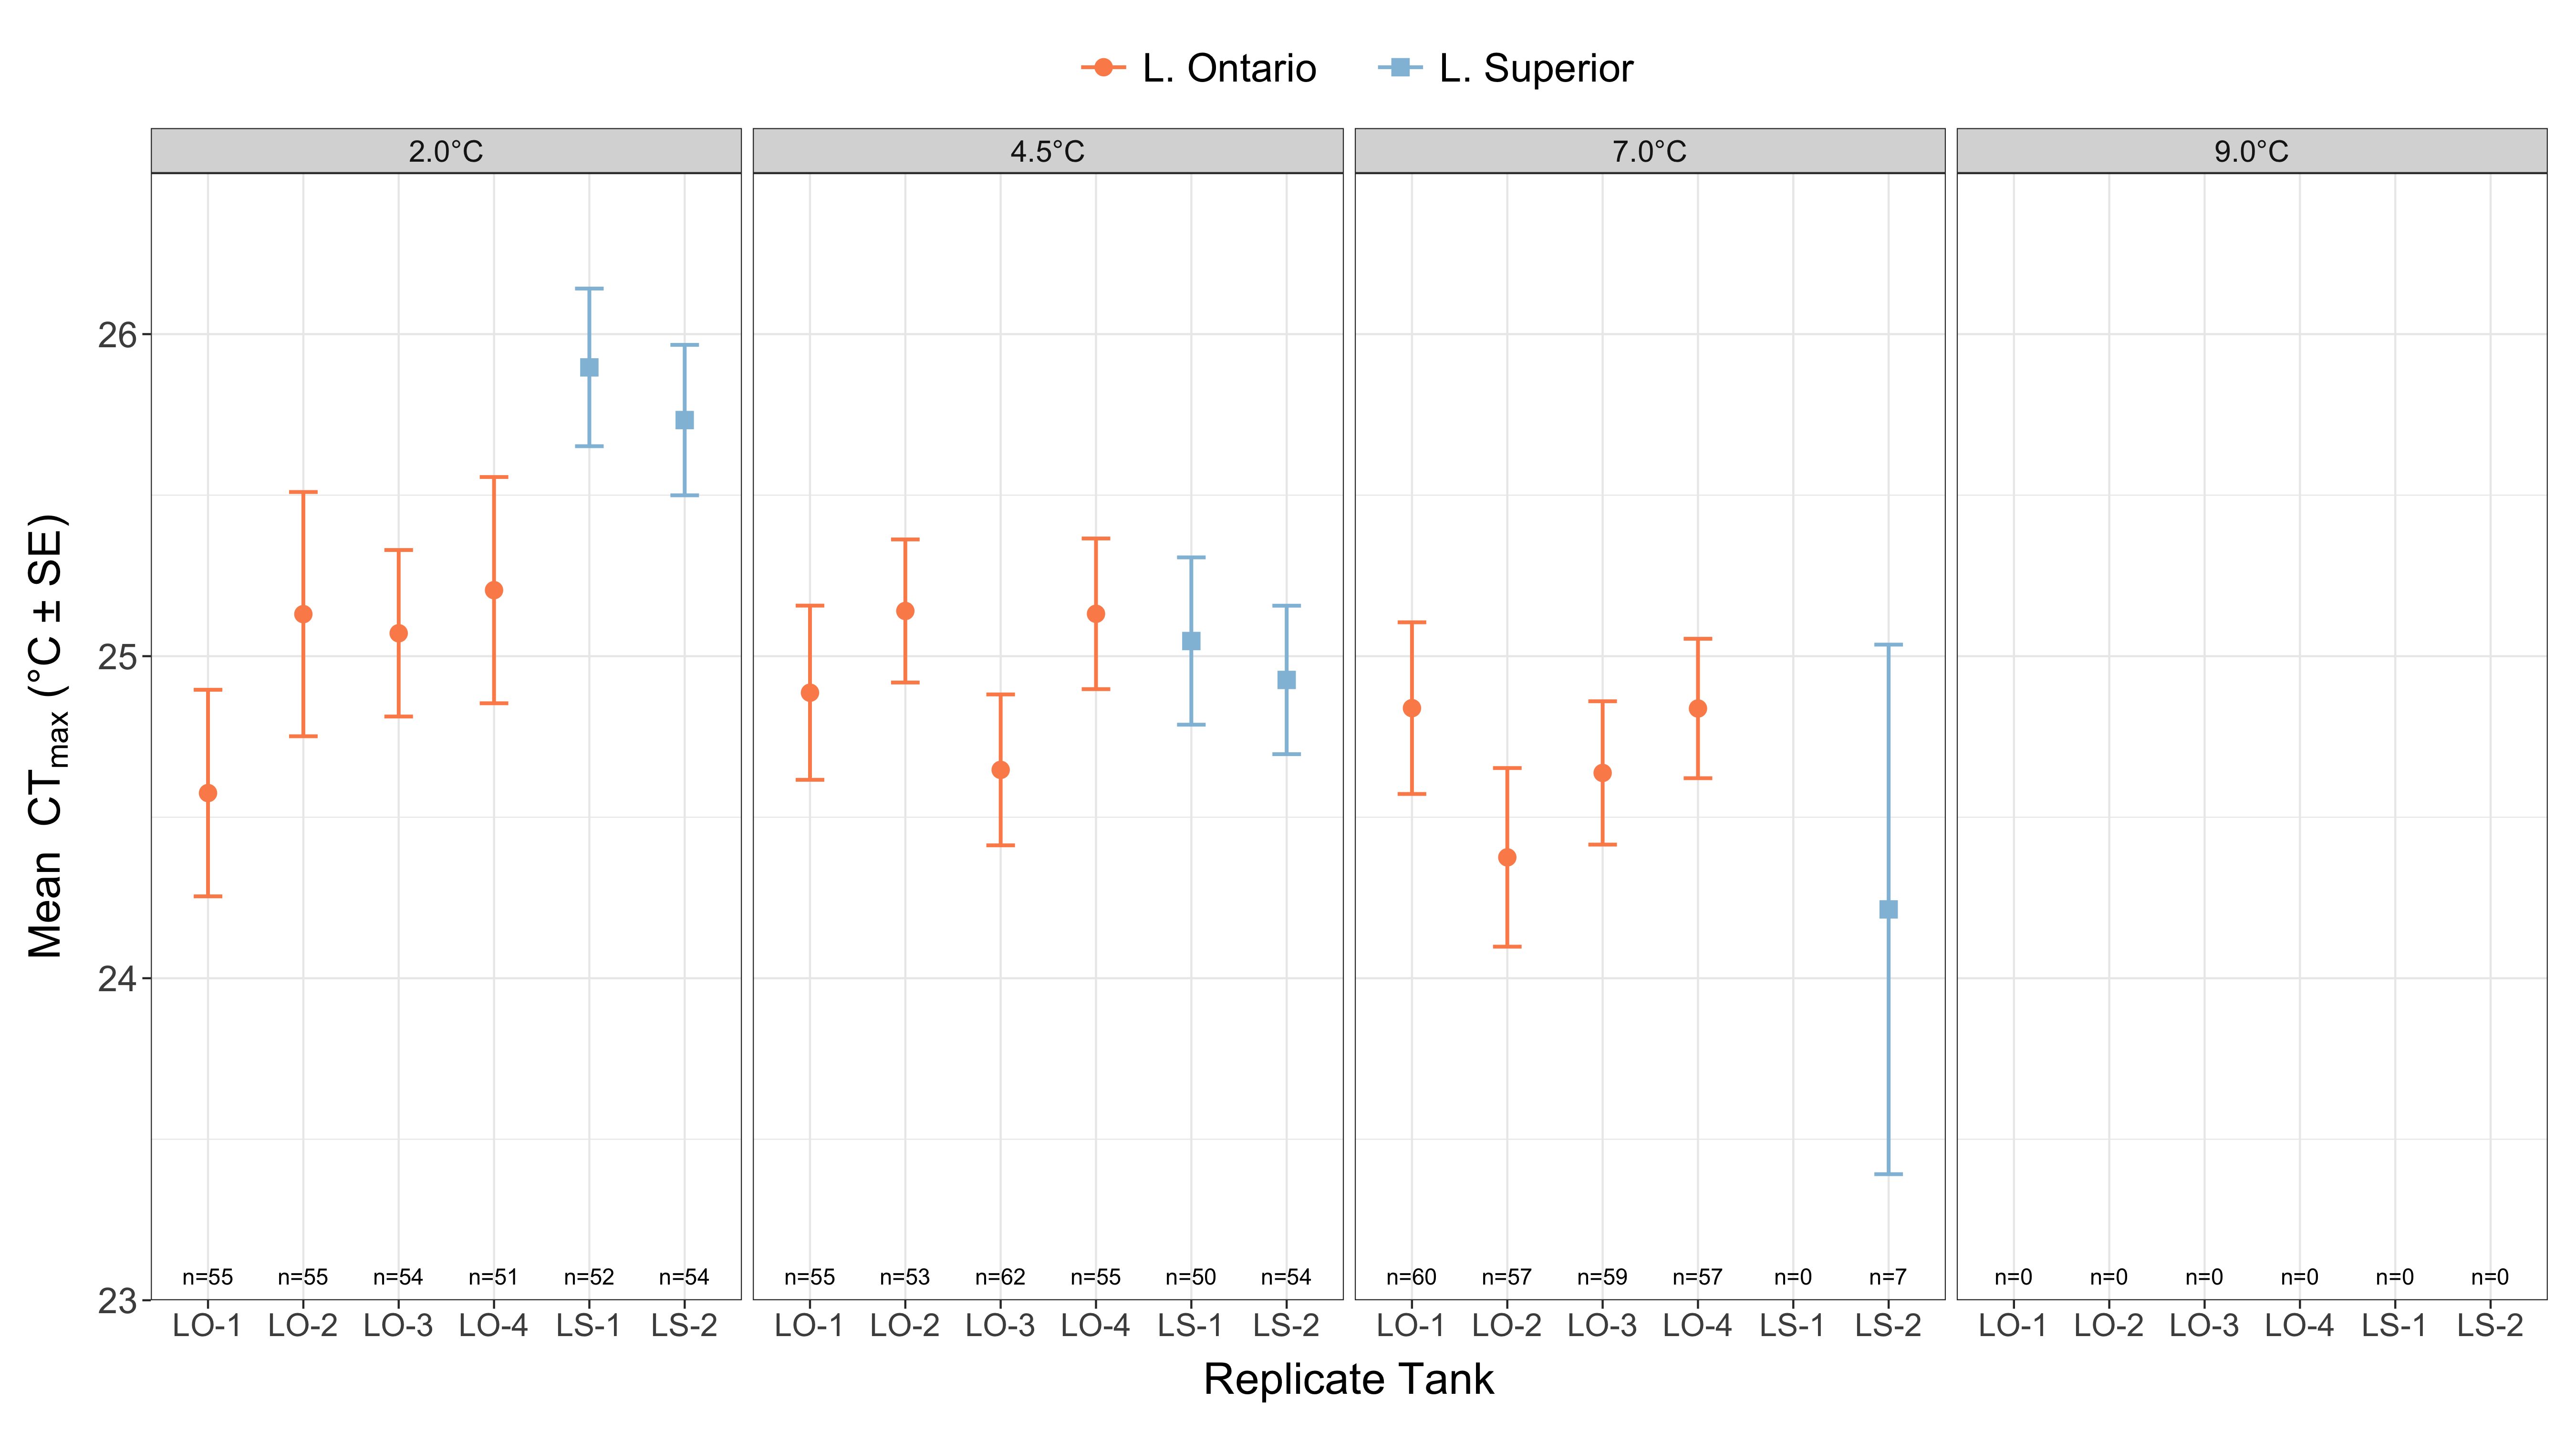 L. Ontario L. Superior
2.0°C 4.5°C 7.0°C 9.0°C
Mean CTmax (°C ± SE)
26
25
24
23
n=55 n=55 n=54 n=51 n=52 n=54 n=55 n=53 n=62 n=55 n=50 n=54 n=60 n=57 n=59 n=57 n=0 n=7 n=0 n=0 n=0 n=0 n=0 n=0
LO-1 LO-2 LO-3 LO-4 LS-1 LS-2 LO-1 LO-2 LO-3 LO-4 LS-1 LS-2 LO-1 LO-2 LO-3 LO-4 LS-1 LS-2 LO-1 LO-2 LO-3 LO-4 LS-1 LS-2
Replicate Tank